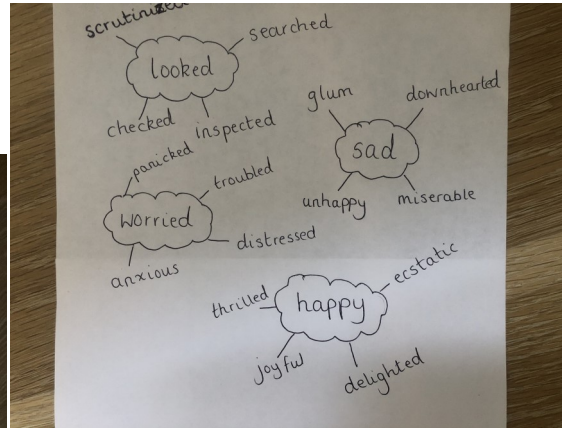 scrutinized
searched
looked
checked
inspected
glum
downhearted
sad
unhappy
miserable
panicked
troubled
worried
distressed
anxious
thrilled
happy
ecstatic
joyful
delighted